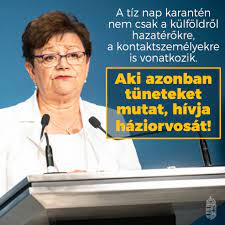 A tíz nap karantén
nem csak a külföldről
hazatérőkre,
a kontaktszemélyekre
is vonatkozik.
Aki azonban
tüneteket
mutat, hívja
háziorvosát!